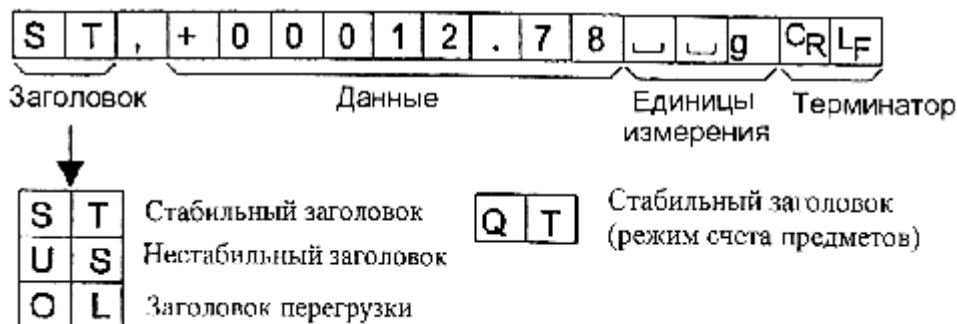 S T , + 0 0 0 1 2 . 7 8 ␣ ␣ g CR LF
Заголовок Данные Единицы измерения Терминатор
S T Стабильный заголовок
U S Нестабильный заголовок
O L Заголовок перегрузки
Q T Стабильный заголовок
(режим счета предметов)